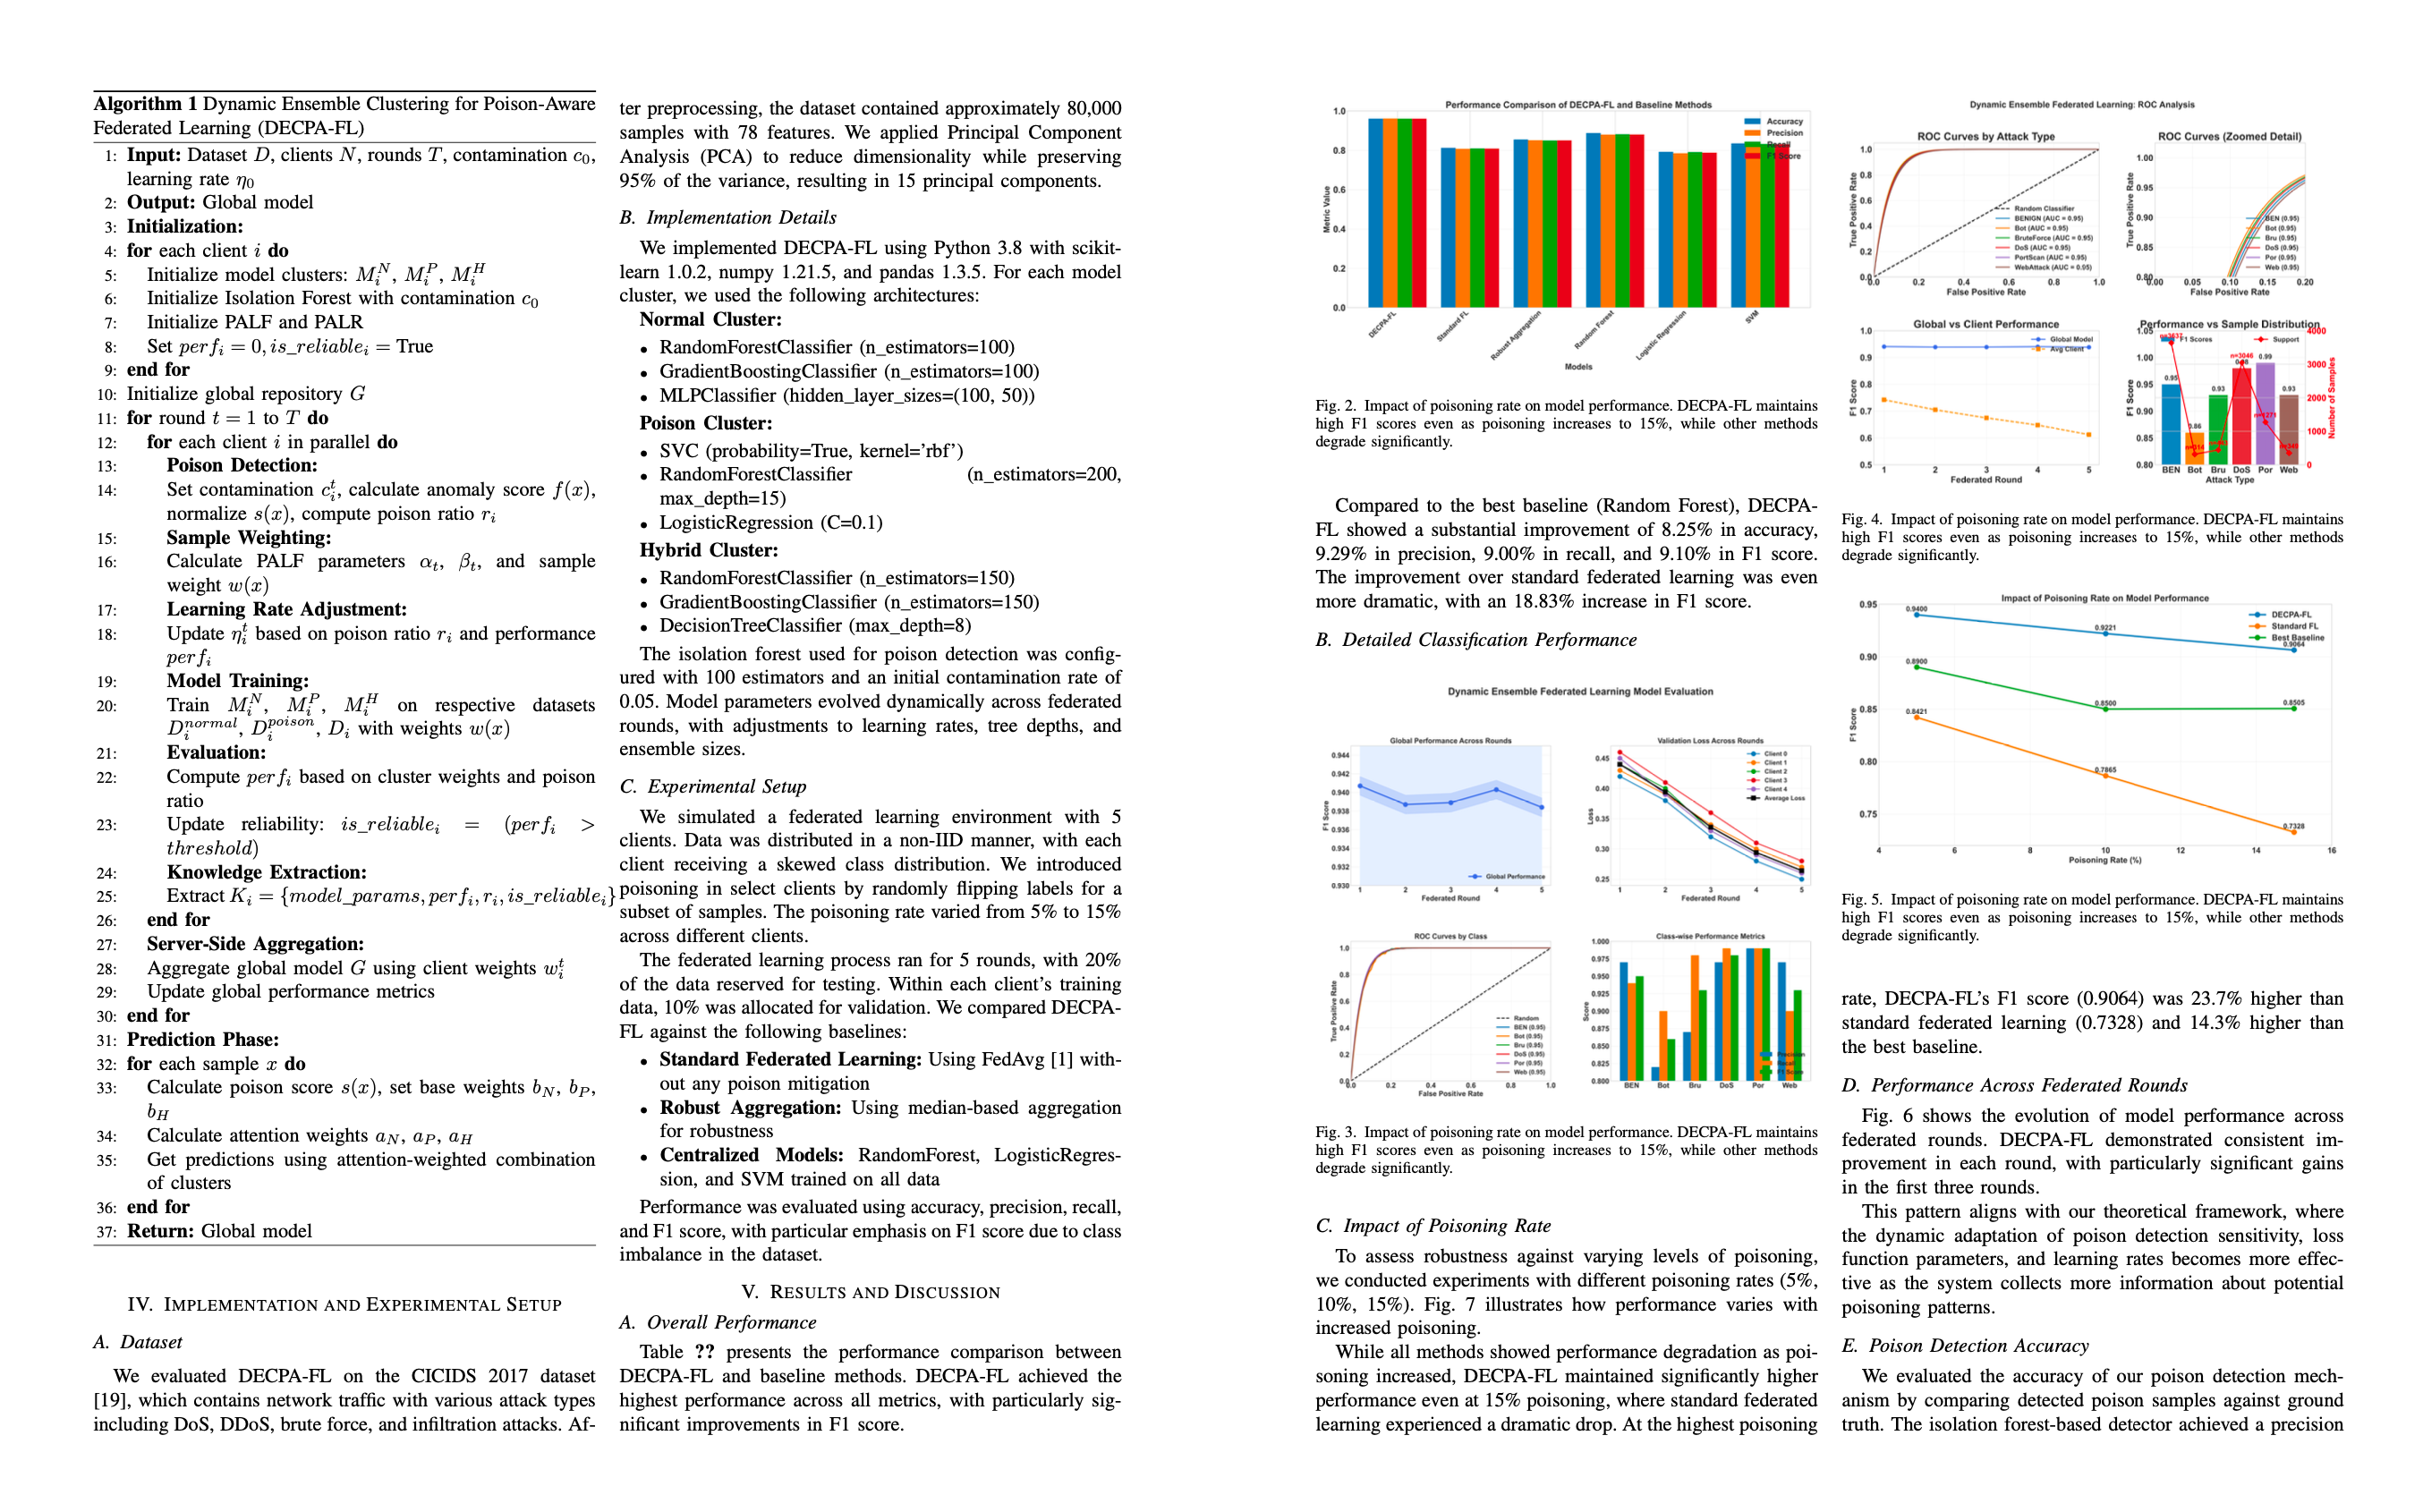 Algorithm 1 Dynamic Ensemble Clustering for Poison-Aware
Federated Learning (DECPA-FL)
1: Input: Dataset D, clients N, rounds T, contamination c₀,
learning rate η₀
2: Output: Global model
3: Initialization:
4: for each client i do
5: Initialize model clusters: M_i^N, M_i^P, M_i^H
6: Initialize Isolation Forest with contamination c₀
7: Initialize PALF and PALR
8: Set perf_i = 0, is_reliable_i = True
9: end for
10: Initialize global repository G
11: for round t = 1 to T do
12: for each client i in parallel do
13: Poison Detection:
14: Set contamination c_i^t, calculate anomaly score f(x),
normalize s(x), compute poison ratio r_i
15: Sample Weighting:
16: Calculate PALF parameters α_t, β_t, and sample
weight w(x)
17: Learning Rate Adjustment:
18: Update η_i^t based on poison ratio r_i and performance
perf_i
19: Model Training:
20: Train M_i^N, M_i^P, M_i^H on respective datasets
D_i^normal, D_i^poison, D_i with weights w(x)
21: Evaluation:
22: Compute perf_i based on cluster weights and poison
ratio
23: Update reliability: is_reliable_i = (perf_i >
threshold)
24: Knowledge Extraction:
25: Extract K_i = {model_params, perf_i, r_i, is_reliable_i}
26: end for
27: Server-Side Aggregation:
28: Aggregate global model G using client weights w_i^t
29: Update global performance metrics
30: end for
31: Prediction Phase:
32: for each sample x do
33: Calculate poison score s(x), set base weights b_N, b_P,
b_H
34: Calculate attention weights a_N, a_P, a_H
35: Get predictions using attention-weighted combination
of clusters
36: end for
37: Return: Global model
IV. IMPLEMENTATION AND EXPERIMENTAL SETUP
A. Dataset
We evaluated DECPA-FL on the CICIDS 2017 dataset
[19], which contains network traffic with various attack types
including DoS, DDoS, brute force, and infiltration attacks. Af-
ter preprocessing, the dataset contained approximately 80,000
samples with 78 features. We applied Principal Component
Analysis (PCA) to reduce dimensionality while preserving
95% of the variance, resulting in 15 principal components.
B. Implementation Details
We implemented DECPA-FL using Python 3.8 with scikit-
learn 1.0.2, numpy 1.21.5, and pandas 1.3.5. For each model
cluster, we used the following architectures:
Normal Cluster:
• RandomForestClassifier (n_estimators=100)
• GradientBoostingClassifier (n_estimators=100)
• MLPClassifier (hidden_layer_sizes=(100, 50))
Poison Cluster:
• SVC (probability=True, kernel='rbf')
• RandomForestClassifier (n_estimators=200,
max_depth=15)
• LogisticRegression (C=0.1)
Hybrid Cluster:
• RandomForestClassifier (n_estimators=150)
• GradientBoostingClassifier (n_estimators=150)
• DecisionTreeClassifier (max_depth=8)
The isolation forest used for poison detection was config-
ured with 100 estimators and an initial contamination rate of
0.05. Model parameters evolved dynamically across federated
rounds, with adjustments to learning rates, tree depths, and
ensemble sizes.
C. Experimental Setup
We simulated a federated learning environment with 5
clients. Data was distributed in a non-IID manner, with each
client receiving a skewed class distribution. We introduced
poisoning in select clients by randomly flipping labels for a
subset of samples. The poisoning rate varied from 5% to 15%
across different clients.
The federated learning process ran for 5 rounds, with 20%
of the data reserved for testing. Within each client's training
data, 10% was allocated for validation. We compared DECPA-
FL against the following baselines:
• Standard Federated Learning: Using FedAvg [1] with-
out any poison mitigation
• Robust Aggregation: Using median-based aggregation
for robustness
• Centralized Models: RandomForest, LogisticRegres-
sion, and SVM trained on all data
Performance was evaluated using accuracy, precision, recall,
and F1 score, with particular emphasis on F1 score due to class
imbalance in the dataset.
V. RESULTS AND DISCUSSION
A. Overall Performance
Table ?? presents the performance comparison between
DECPA-FL and baseline methods. DECPA-FL achieved the
highest performance across all metrics, with particularly sig-
nificant improvements in F1 score.
Performance Comparison of DECPA-FL and Baseline Methods
Accuracy
Precision
Recall
F1 Score
Metric Value
1.0
0.8
0.6
0.4
0.2
0.0
DECPA-FL
Standard FL
Robust Aggregation
Random Forest
Logistic Regression
SVM
Models
Fig. 2. Impact of poisoning rate on model performance. DECPA-FL maintains
high F1 scores even as poisoning increases to 15%, while other methods
degrade significantly.
Compared to the best baseline (Random Forest), DECPA-
FL showed a substantial improvement of 8.25% in accuracy,
9.29% in precision, 9.00% in recall, and 9.10% in F1 score.
The improvement over standard federated learning was even
more dramatic, with an 18.83% increase in F1 score.
B. Detailed Classification Performance
Dynamic Ensemble Federated Learning Model Evaluation
Global Performance Across Rounds
F1 Score
0.944
0.942
0.940
0.938
0.936
0.934
0.932
0.930
1 2 3 4 5
Federated Round
Global Performance
Validation Loss Across Rounds
Loss
0.45
0.40
0.35
0.30
0.25
1 2 3 4 5
Federated Round
Client 0
Client 1
Client 2
Client 3
Client 4
Average Loss
ROC Curves by Class
True Positive Rate
1.0
0.8
0.6
0.4
0.2
0.0
0.0 0.2 0.4 0.6 0.8 1.0
False Positive Rate
Random
BEN (0.95)
Bot (0.95)
Bru (0.95)
DoS (0.95)
Por (0.95)
Web (0.95)
Class-wise Performance Metrics
Score
1.000
0.975
0.950
0.925
0.900
0.875
0.850
0.825
0.800
BEN Bot Bru DoS Por Web
Precision
Recall
F1 Score
Fig. 3. Impact of poisoning rate on model performance. DECPA-FL maintains
high F1 scores even as poisoning increases to 15%, while other methods
degrade significantly.
C. Impact of Poisoning Rate
To assess robustness against varying levels of poisoning,
we conducted experiments with different poisoning rates (5%,
10%, 15%). Fig. 7 illustrates how performance varies with
increased poisoning.
While all methods showed performance degradation as poi-
soning increased, DECPA-FL maintained significantly higher
performance even at 15% poisoning, where standard federated
learning experienced a dramatic drop. At the highest poisoning
Dynamic Ensemble Federated Learning: ROC Analysis
ROC Curves by Attack Type
True Positive Rate
1.0
0.8
0.6
0.4
0.2
0.0
0.0 0.2 0.4 0.6 0.8 1.0
False Positive Rate
Random Classifier
BENIGN (AUC = 0.95)
Bot (AUC = 0.95)
BruteForce (AUC = 0.95)
DoS (AUC = 0.95)
PortScan (AUC = 0.95)
WebAttack (AUC = 0.95)
ROC Curves (Zoomed Detail)
True Positive Rate
1.00
0.95
0.90
0.85
0.80
0.00 0.05 0.10 0.15 0.20
False Positive Rate
BEN (0.95)
Bot (0.95)
Bru (0.95)
DoS (0.95)
Por (0.95)
Web (0.95)
Global vs Client Performance
F1 Score
1.0
0.9
0.8
0.7
0.6
0.5
1 2 3 4 5
Federated Round
Global Model
Avg Client
Performance vs Sample Distribution
F1 Score
1.05
1.00
0.95
0.90
0.85
0.80
F1 Scores
Support
0.95 0.86 0.93 0.98 0.99 0.93
n=3046
4000
3000
2000
1000
0
Number of Samples
BEN Bot Bru DoS Por Web
Attack Type
Fig. 4. Impact of poisoning rate on model performance. DECPA-FL maintains
high F1 scores even as poisoning increases to 15%, while other methods
degrade significantly.
Impact of Poisoning Rate on Model Performance
F1 Score
0.95
0.90
0.85
0.80
0.75
DECPA-FL
Standard FL
Best Baseline
0.9400 0.9221 0.9064
0.8900 0.8500 0.8505
0.8421 0.7865 0.7328
4 6 8 10 12 14 16
Poisoning Rate (%)
Fig. 5. Impact of poisoning rate on model performance. DECPA-FL maintains
high F1 scores even as poisoning increases to 15%, while other methods
degrade significantly.
rate, DECPA-FL's F1 score (0.9064) was 23.7% higher than
standard federated learning (0.7328) and 14.3% higher than
the best baseline.
D. Performance Across Federated Rounds
Fig. 6 shows the evolution of model performance across
federated rounds. DECPA-FL demonstrated consistent im-
provement in each round, with particularly significant gains
in the first three rounds.
This pattern aligns with our theoretical framework, where
the dynamic adaptation of poison detection sensitivity, loss
function parameters, and learning rates becomes more effec-
tive as the system collects more information about potential
poisoning patterns.
E. Poison Detection Accuracy
We evaluated the accuracy of our poison detection mech-
anism by comparing detected poison samples against ground
truth. The isolation forest-based detector achieved a precision